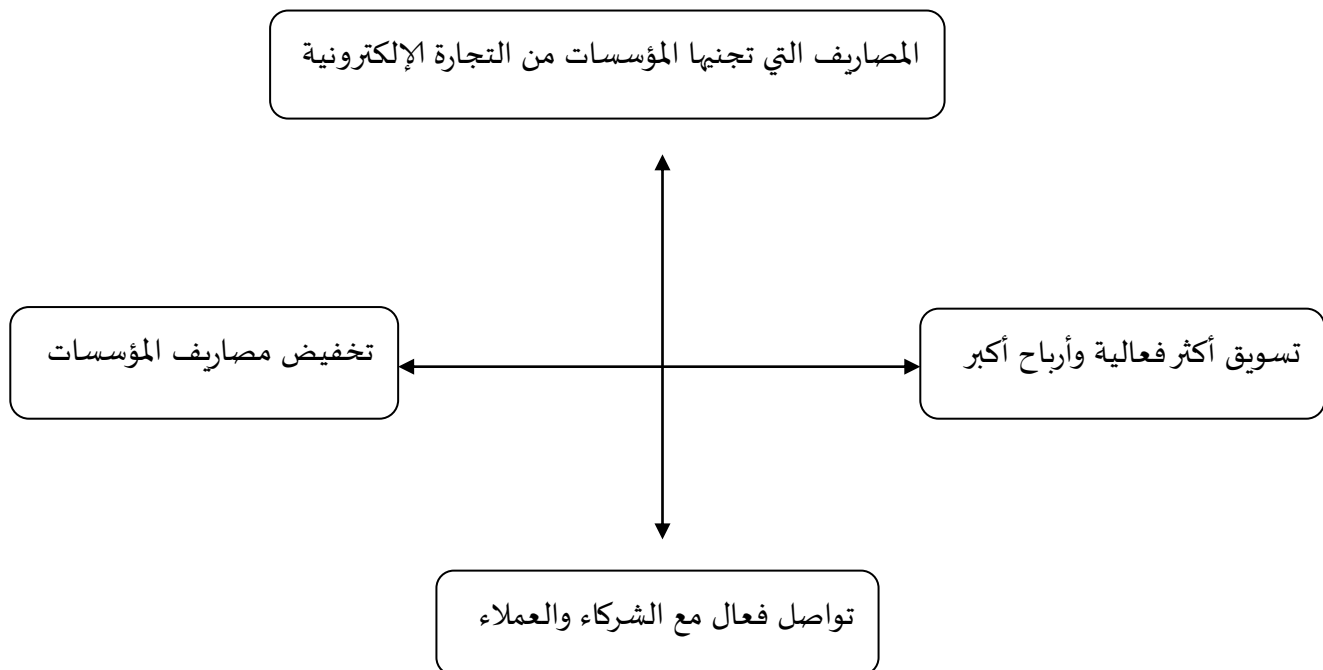 المصاريف التي تجنيها المؤسسات من التجارة الإلكترونية
تسويق أكثر فعالية وأرباح أكبر
تخفيض مصاريف المؤسسات
تواصل فعال مع الشركاء والعملاء